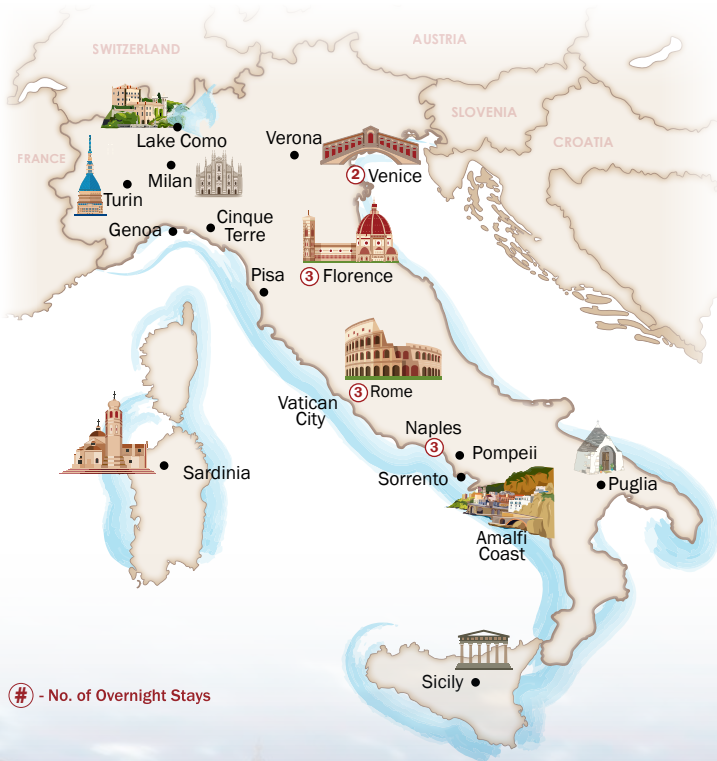 SWITZERLAND
AUSTRIA
SLOVENIA
CROATIA
FRANCE
Lake Como
Verona
Milan
2 Venice
Turin
Genoa
Cinque
Terre
Pisa
3 Florence
3 Rome
Vatican
City
Naples
3
Pompeii
Sorrento
Sardinia
Puglia
Amalfi
Coast
Sicily
# - No. of Overnight Stays